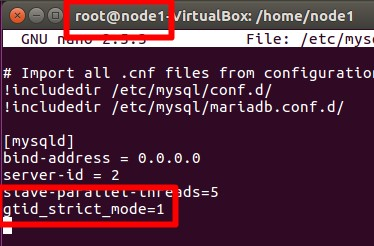 root@node1-VirtualBox: /home/node1
GNU nano 2.5.3 File: /etc/mys
# Import all .cnf files from configuration
!includedir /etc/mysql/conf.d/
!includedir /etc/mysql/mariadb.conf.d/
[mysqld]
bind-address = 0.0.0.0
server-id = 2
slave-parallel-threads=5
gtid_strict_mode=1